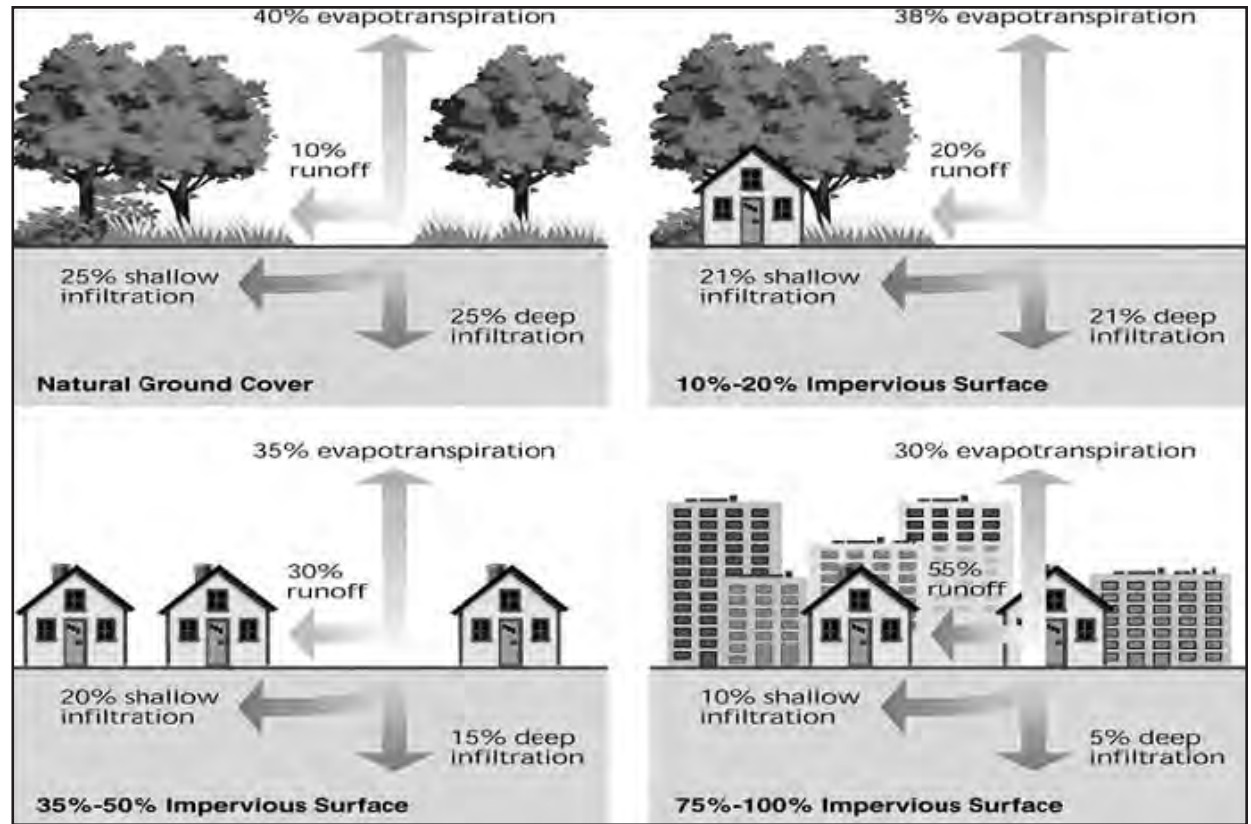 40% evapotranspiration
10%
runoff
25% shallow
infiltration
25% deep
infiltration
Natural Ground Cover
38% evapotranspiration
20%
runoff
21% shallow
infiltration
21% deep
infiltration
10%-20% Impervious Surface
35% evapotranspiration
30%
runoff
20% shallow
infiltration
15% deep
infiltration
35%-50% Impervious Surface
30% evapotranspiration
55%
runoff
10% shallow
infiltration
5% deep
infiltration
75%-100% Impervious Surface